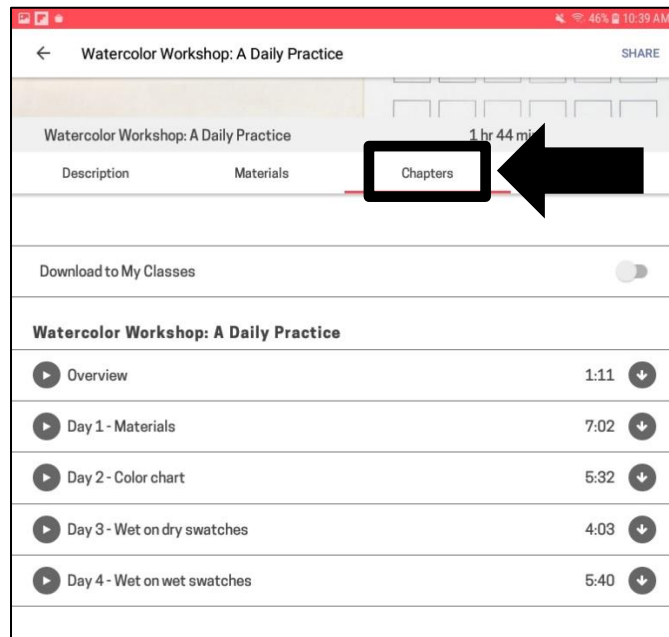 46% 10:39 AM
Watercolor Workshop: A Daily Practice SHARE
Watercolor Workshop: A Daily Practice 1 hr 44 min
Description Materials Chapters
Download to My Classes
Watercolor Workshop: A Daily Practice
Overview 1:11
Day 1 - Materials 7:02
Day 2 - Color chart 5:32
Day 3 - Wet on dry swatches 4:03
Day 4 - Wet on wet swatches 5:40